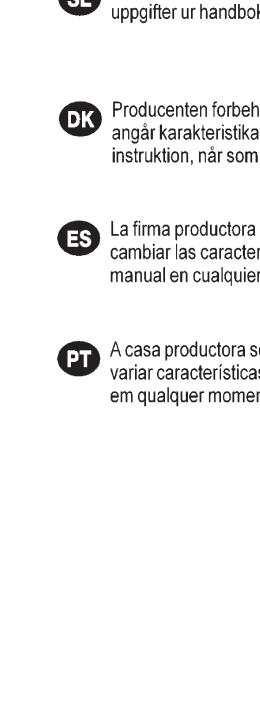 SE
uppgifter ur handbok
DK
Producenten forbeh
angår karakteristika
instruktion, når som
ES
La firma productora
cambiar las caracter
manual en cualquier
PT
A casa productora s
variar características
em qualquer momen